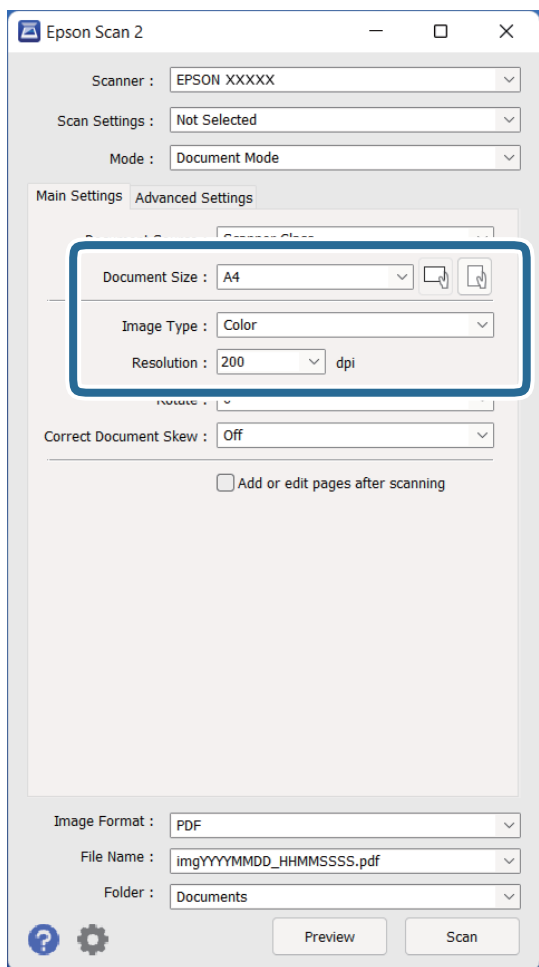 Epson Scan 2
Scanner : EPSON XXXXX
Scan Settings : Not Selected
Mode : Document Mode
Main Settings Advanced Settings
Document Size : A4
Image Type : Color
Resolution : 200 dpi
Correct Document Skew : Off
Add or edit pages after scanning
Image Format : PDF
File Name : imgYYYYMMDD_HHMMSSSS.pdf
Folder : Documents
? Preview Scan